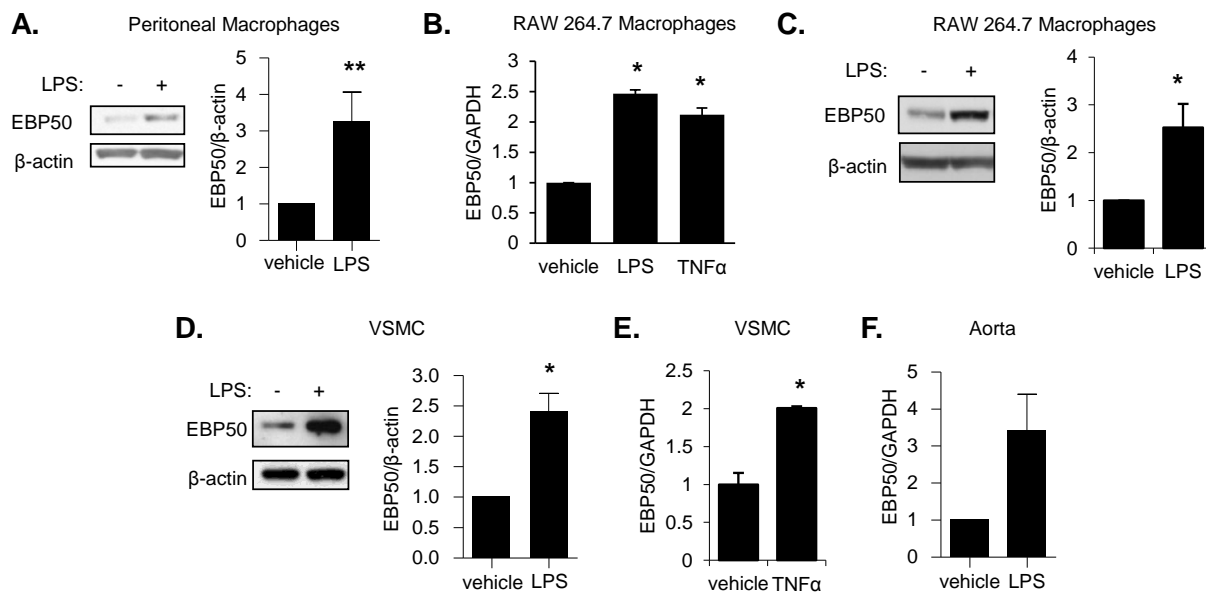 A. Peritoneal Macrophages
LPS: - +
EBP50
β-actin
EBP50/β-actin
5
4
3
2
1
0
**
vehicle LPS
B. RAW 264.7 Macrophages
EBP50/GAPDH
3
2.5
2
1.5
1
0.5
0
* *
vehicle LPS TNFα
C. RAW 264.7 Macrophages
LPS: - +
EBP50
β-actin
EBP50/β-actin
4
3
2
1
0
*
vehicle LPS
D. VSMC
LPS: - +
EBP50
β-actin
EBP50/β-actin
3.0
2.5
2.0
1.5
1.0
0.5
0.0
*
vehicle LPS
E. VSMC
EBP50/GAPDH
2.5
2
1.5
1
0.5
0
*
vehicle TNFα
F. Aorta
EBP50/GAPDH
5
4
3
2
1
0
vehicle LPS